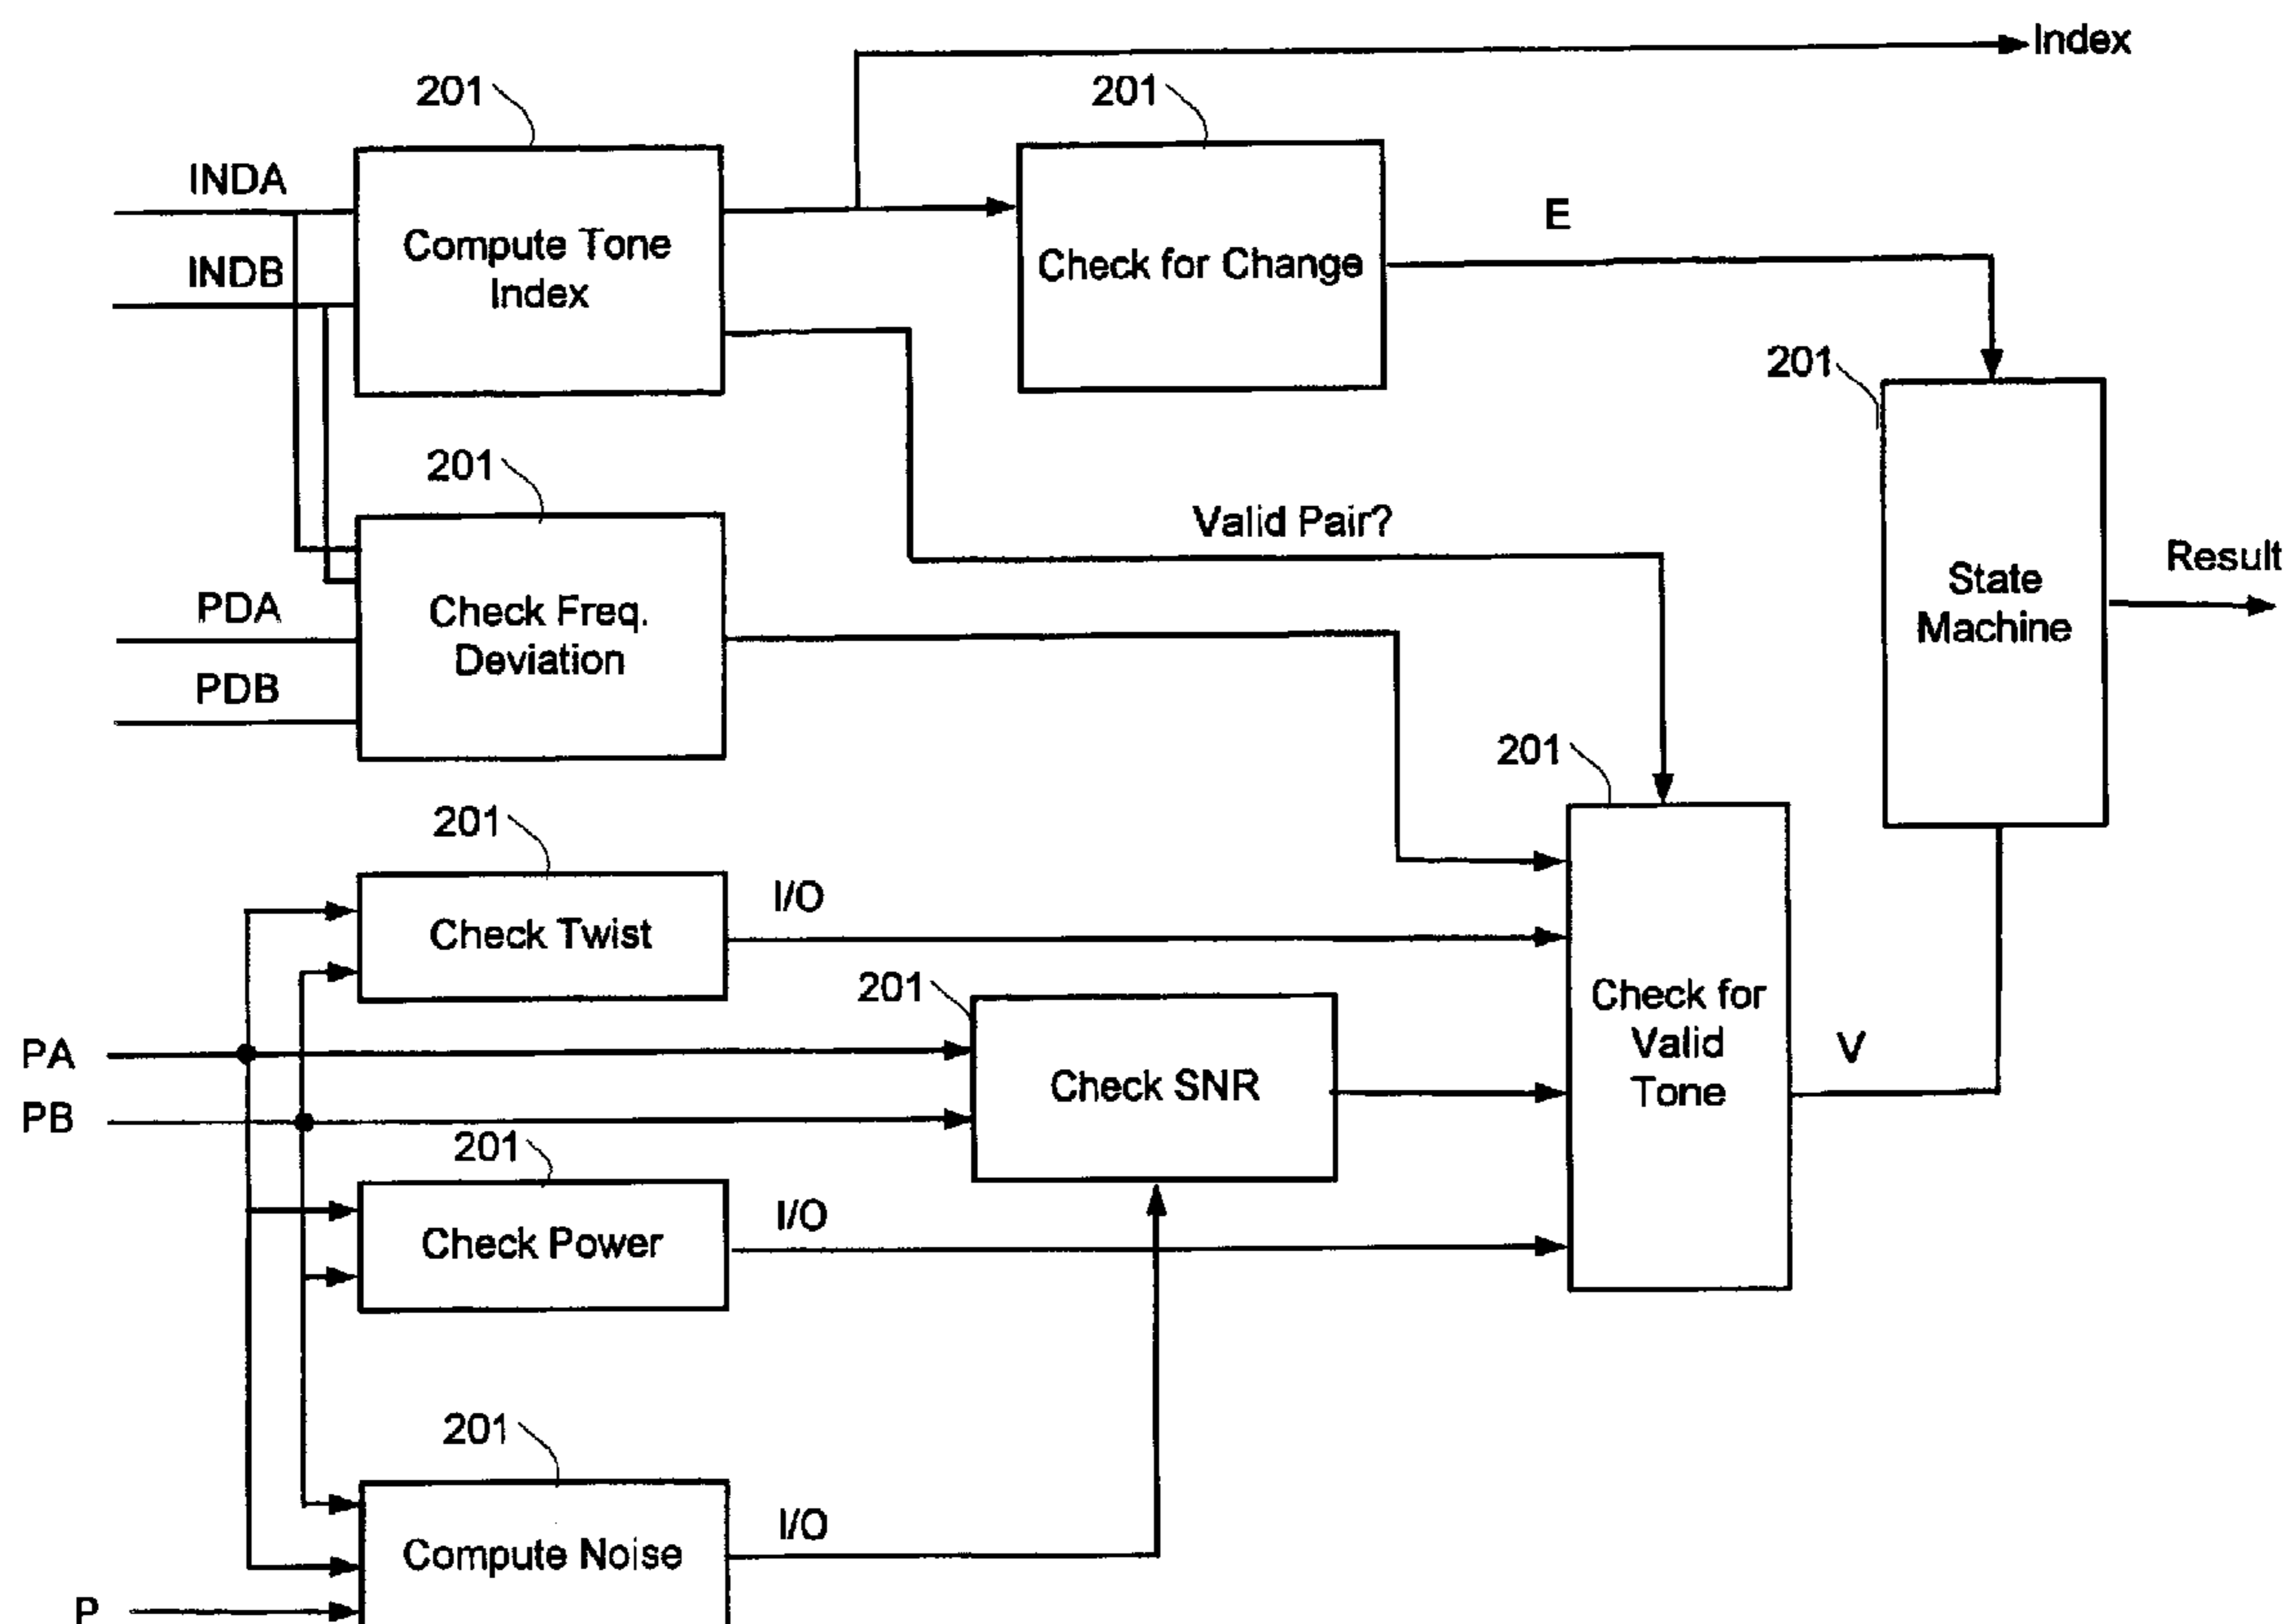 Index
201
201
INDA
Compute Tone
Index
INDB
Check for Change
E
201
201
Valid Pair?
State
Machine
Result
PDA
Check Freq.
Deviation
PDB
201
201
Check Twist
I/O
201
Check for
Valid
Tone
V
PA
Check SNR
PB
201
Check Power
I/O
201
Compute Noise
I/O
P